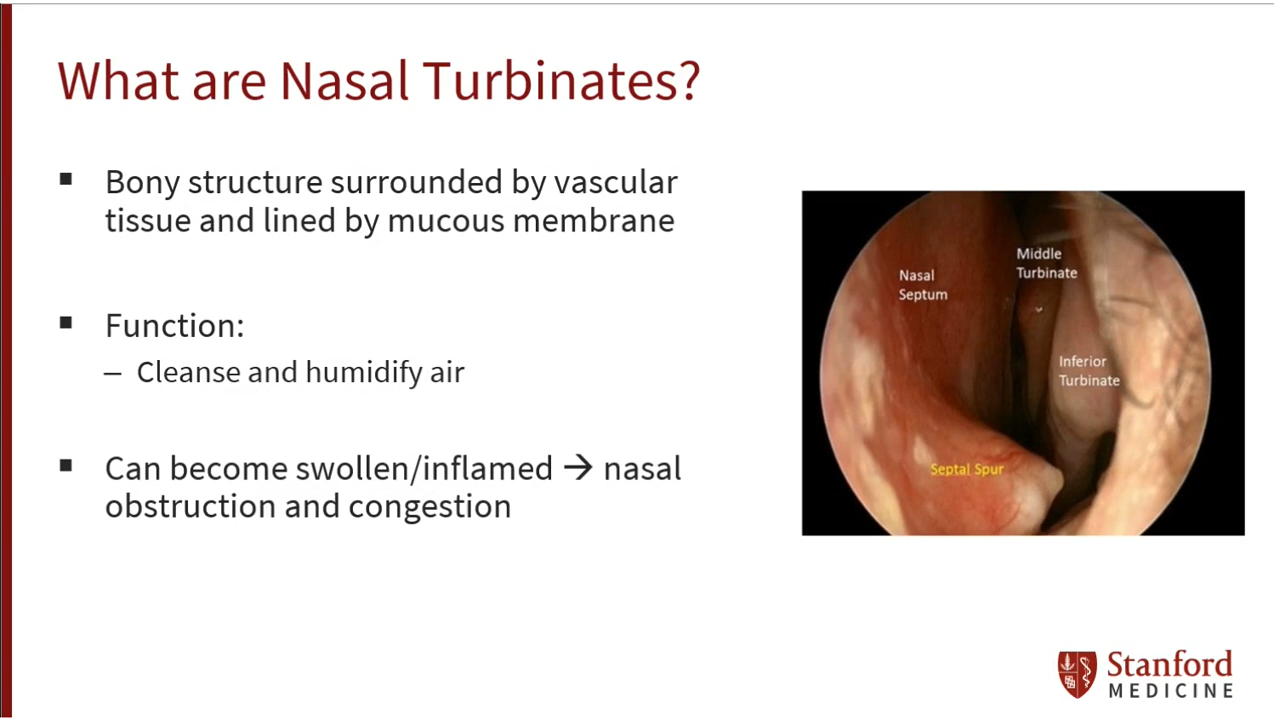 What are Nasal Turbinates?
▪ Bony structure surrounded by vascular
tissue and lined by mucous membrane
▪ Function:
– Cleanse and humidify air
▪ Can become swollen/inflamed → nasal
obstruction and congestion
Nasal
Septum
Middle
Turbinate
Inferior
Turbinate
Septal Spur
Stanford
MEDICINE